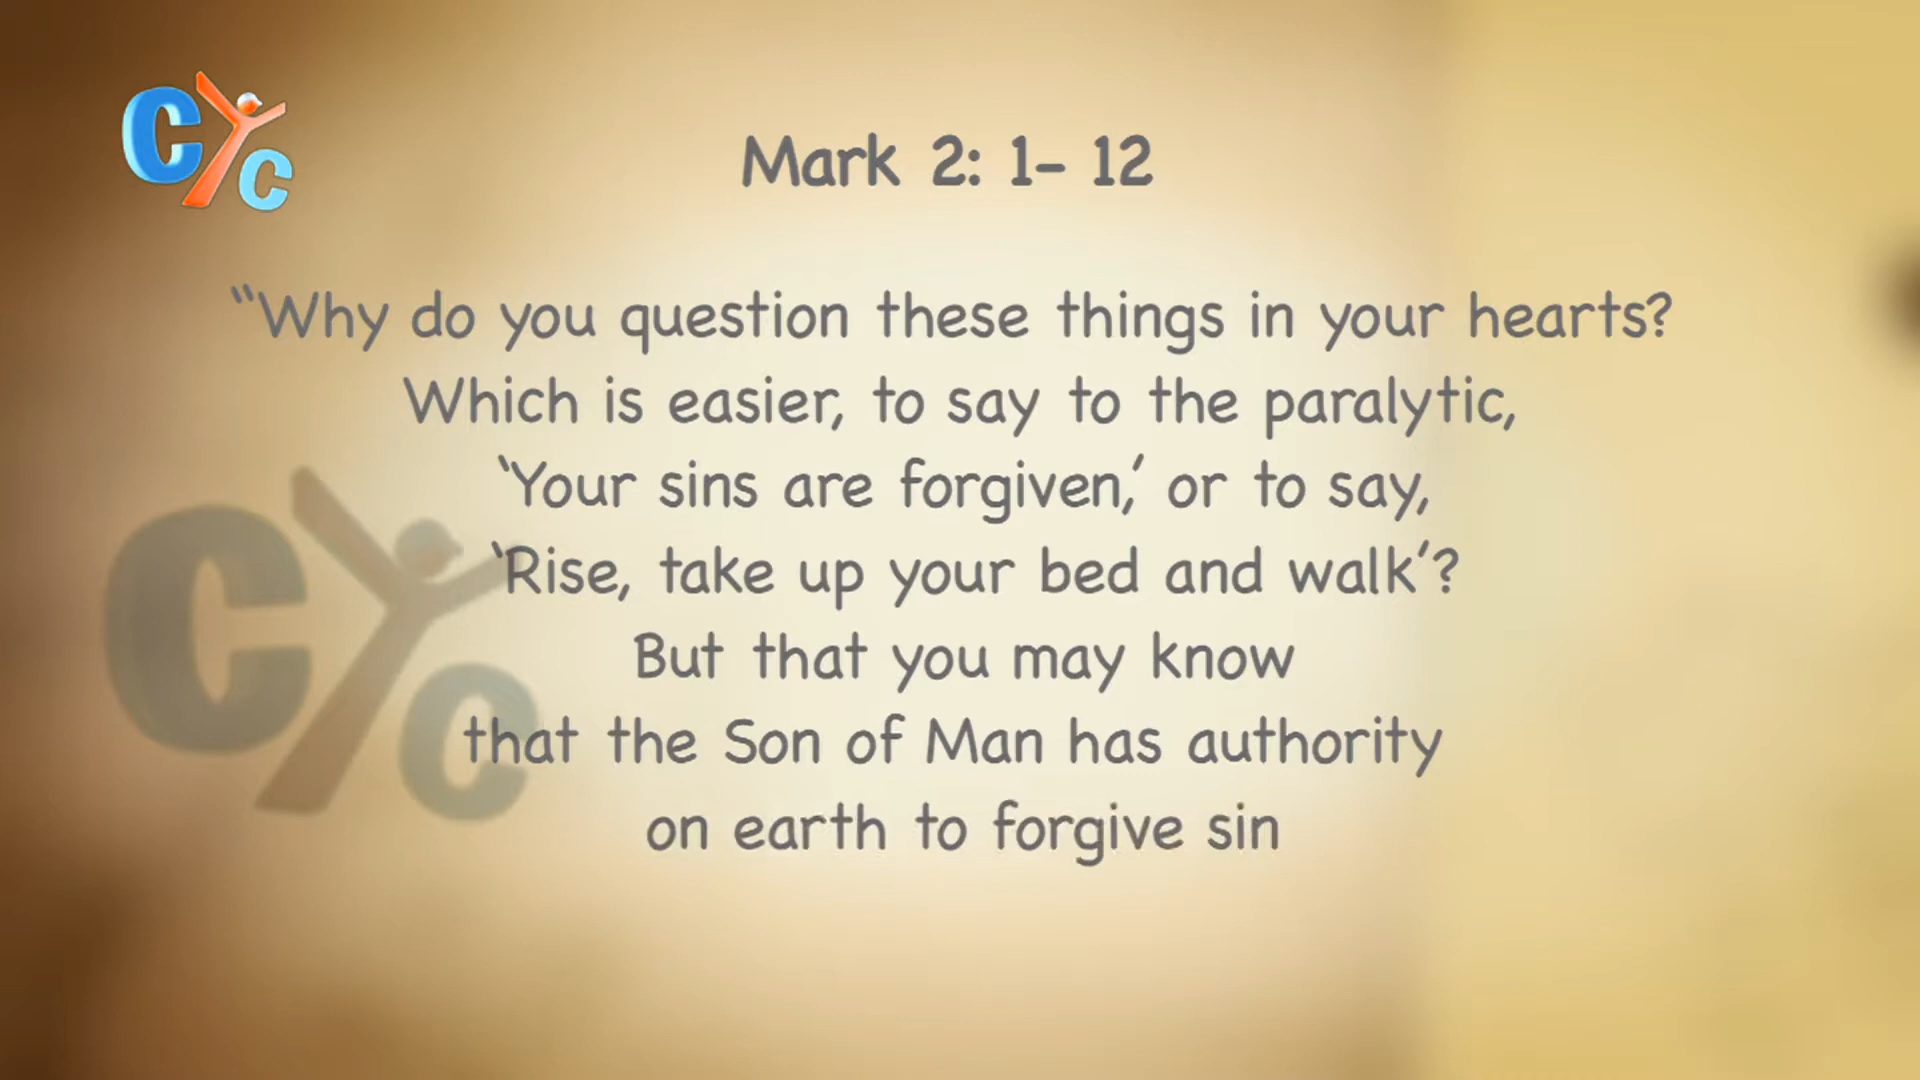 CYC
Mark 2: 1– 12
“Why do you question these things in your hearts?
Which is easier, to say to the paralytic,
‘Your sins are forgiven,’ or to say,
‘Rise, take up your bed and walk’?
But that you may know
that the Son of Man has authority
on earth to forgive sin
CYC